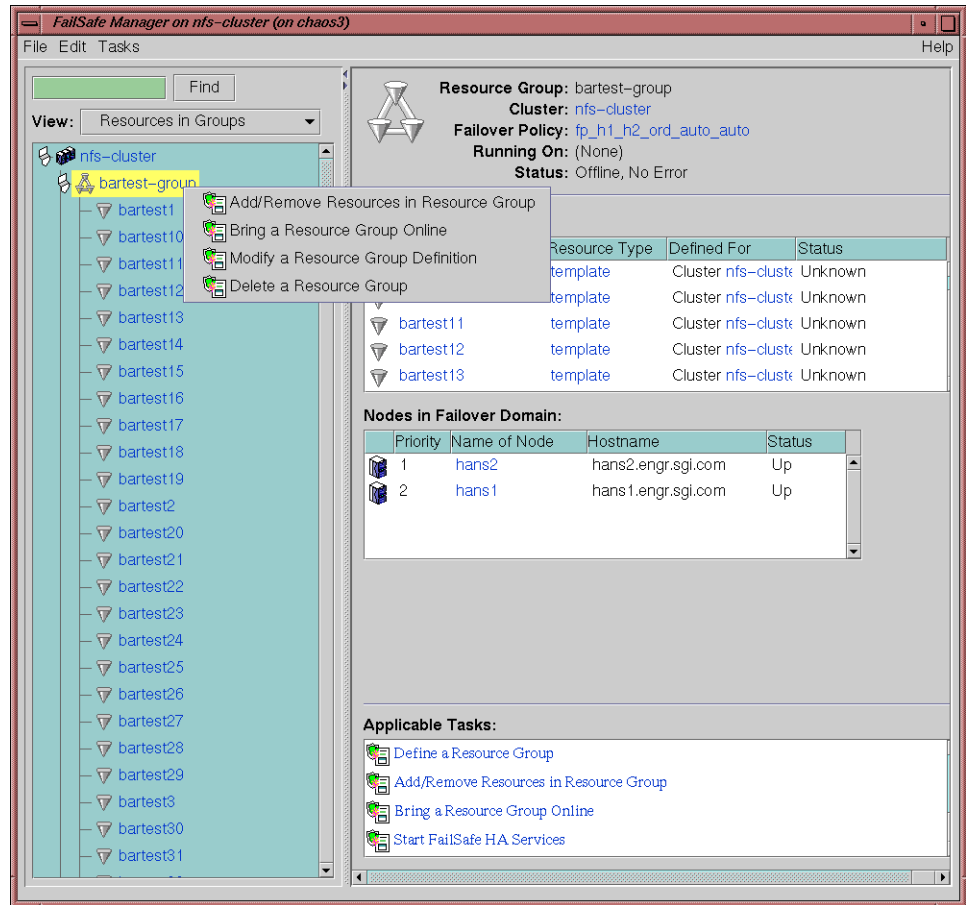 FailSafe Manager on nfs-cluster (on chaos3)
File Edit Tasks Help
Find
View: Resources in Groups
nfs-cluster
bartest-group
bartest1
bartest10
bartest11
bartest12
bartest13
bartest14
bartest15
bartest16
bartest17
bartest18
bartest19
bartest2
bartest20
bartest21
bartest22
bartest23
bartest24
bartest25
bartest26
bartest27
bartest28
bartest29
bartest3
bartest30
bartest31
Add/Remove Resources in Resource Group
Bring a Resource Group Online
Modify a Resource Group Definition
Delete a Resource Group
Resource Group: bartest-group
Cluster: nfs-cluster
Failover Policy: fp_h1_h2_ord_auto_auto
Running On: (None)
Status: Offline, No Error
Resource Type Defined For Status
template Cluster nfs-cluste Unknown
template Cluster nfs-cluste Unknown
bartest11 template Cluster nfs-cluste Unknown
bartest12 template Cluster nfs-cluste Unknown
bartest13 template Cluster nfs-cluste Unknown
Nodes in Failover Domain:
Priority Name of Node Hostname Status
1 hans2 hans2.engr.sgi.com Up
2 hans1 hans1.engr.sgi.com Up
Applicable Tasks:
Define a Resource Group
Add/Remove Resources in Resource Group
Bring a Resource Group Online
Start FailSafe HA Services